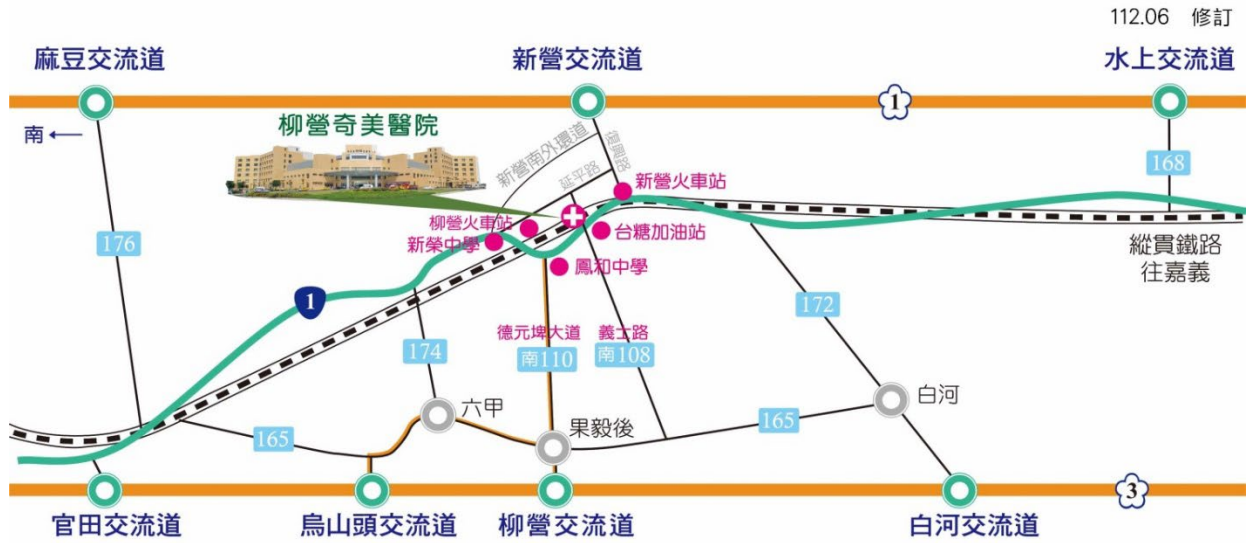 112.06 修訂
麻豆交流道
新營交流道
水上交流道
1
南←
柳營奇美醫院
新營南外環道
延平路
復興路
168
新營火車站
柳營火車站
新榮中學
台糖加油站
鳳和中學
176
縱貫鐵路
往嘉義
1
172
174
德元埤大道
南110
義士路
南108
六甲
白河
165
果毅後
165
3
官田交流道
烏山頭交流道
柳營交流道
白河交流道